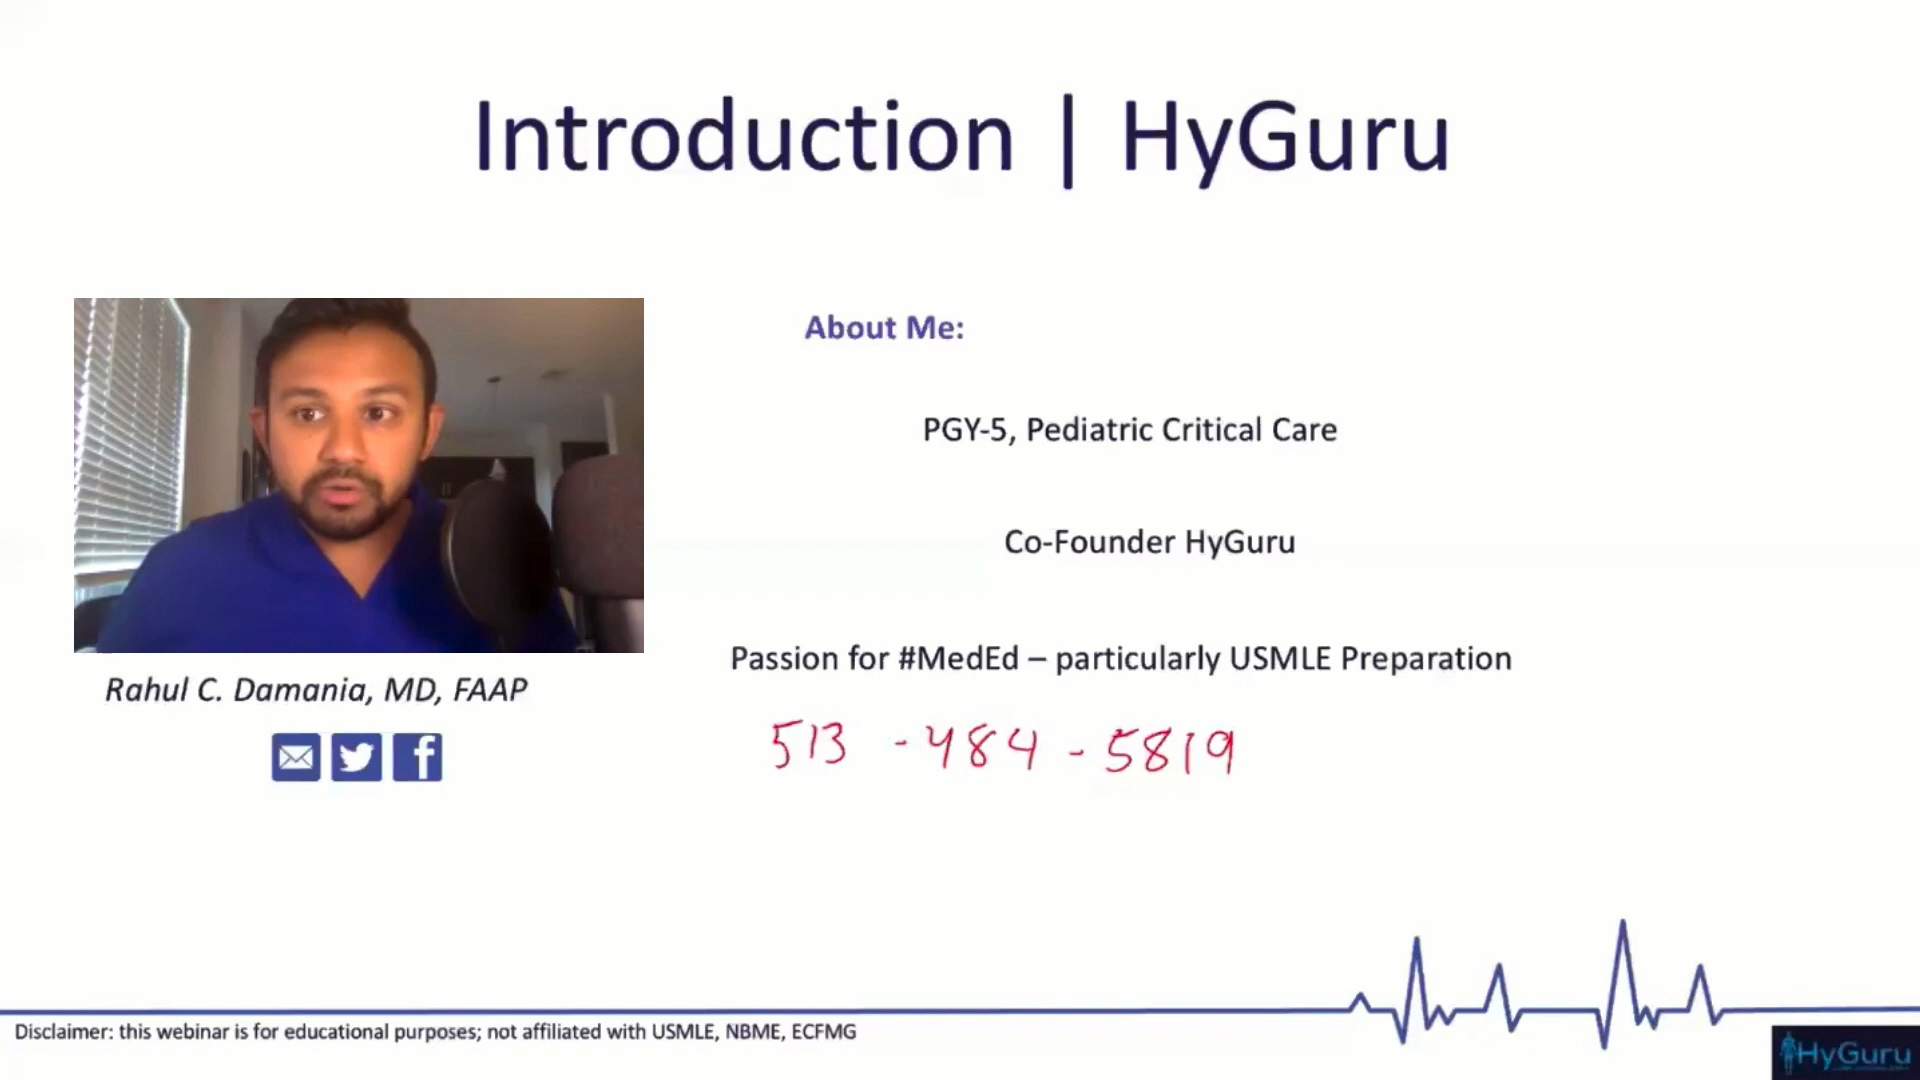 Introduction | HyGuru
About Me:
PGY-5, Pediatric Critical Care
Co-Founder HyGuru
Passion for #MedEd – particularly USMLE Preparation
Rahul C. Damania, MD, FAAP
513 - 484 - 5819
Disclaimer: this webinar is for educational purposes; not affiliated with USMLE, NBME, ECFMG
HyGuru